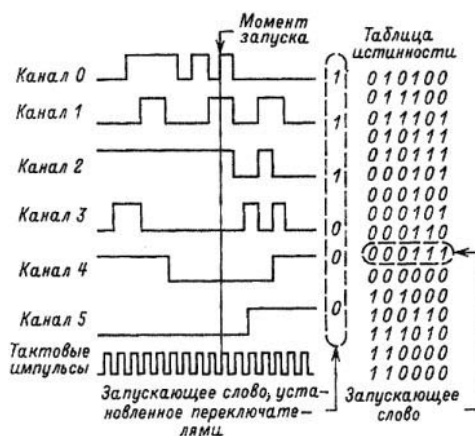 Момент
запуска
Таблица
истинности
Канал 0
Канал 1
Канал 2
Канал 3
Канал 4
Канал 5
Тактовые
импульсы
1
1
1
0
0
0
010100
011100
011101
010101
010111
000101
000100
000101
000110
000111
000000
101000
100110
111010
110000
110000
Запускающее слово, уста-
новленное переключате-
лями
Запускающее
слово